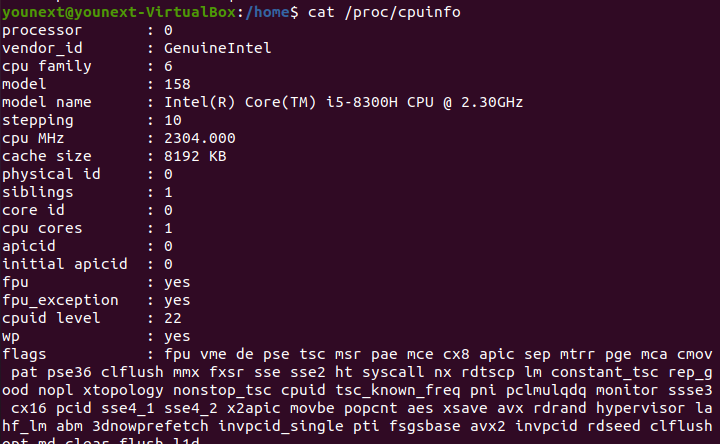 younext@younext-VirtualBox:/home$ cat /proc/cpuinfo
processor : 0
vendor_id : GenuineIntel
cpu family : 6
model : 158
model name : Intel(R) Core(TM) i5-8300H CPU @ 2.30GHz
stepping : 10
cpu MHz : 2304.000
cache size : 8192 KB
physical id : 0
siblings : 1
core id : 0
cpu cores : 1
apicid : 0
initial apicid : 0
fpu : yes
fpu_exception : yes
cpuid level : 22
wp : yes
flags : fpu vme de pse tsc msr pae mce cx8 apic sep mtrr pge mca cmov
pat pse36 clflush mmx fxsr sse sse2 ht syscall nx rdtscp lm constant_tsc rep_g
ood nopl xtopology nonstop_tsc cpuid tsc_known_freq pni pclmulqdq monitor ssse3
cx16 pcid sse4_1 sse4_2 x2apic movbe popcnt aes xsave avx rdrand hypervisor la
hf_lm abm 3dnowprefetch invpcid_single pti fsgsbase avx2 invpcid rdseed clflush
opt md_clear flush_l1d